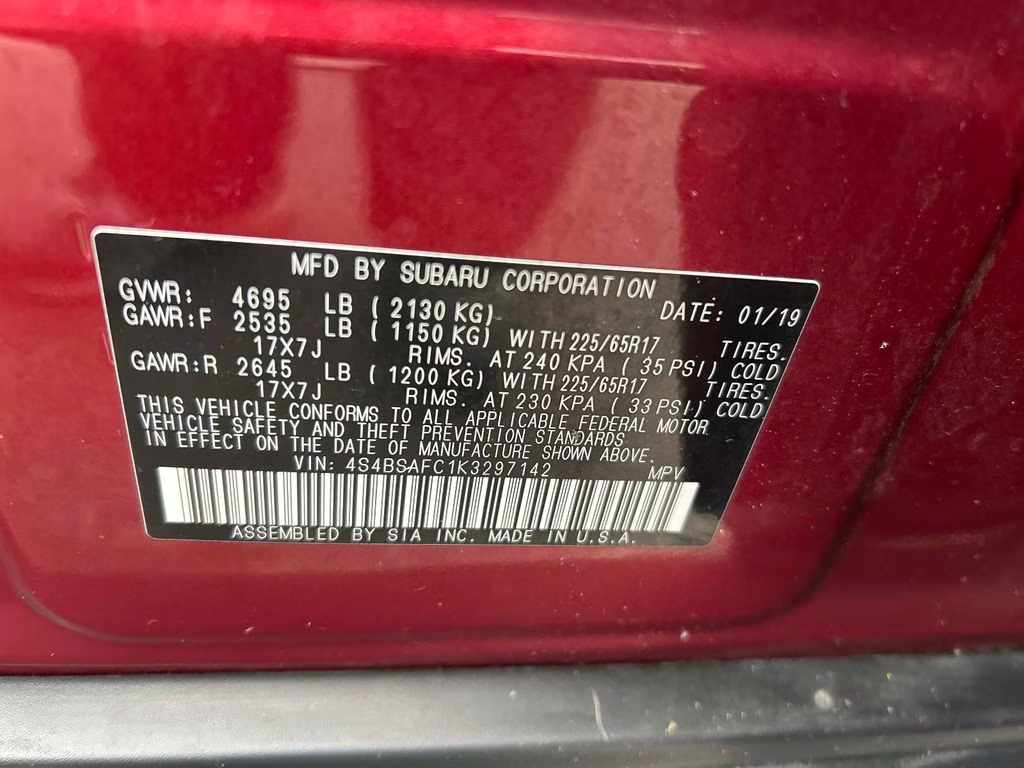 MFD BY SUBARU CORPORATION
GVWR: 4695 LB ( 2130 KG) DATE: 01/19
GAWR:F 2535 LB ( 1150 KG) WITH 225/65R17 TIRES.
17X7J RIMS. AT 240 KPA ( 35 PSI) COLD
GAWR:R 2645 LB ( 1200 KG) WITH 225/65R17 TIRES.
17X7J RIMS. AT 230 KPA ( 33 PSI) COLD
THIS VEHICLE CONFORMS TO ALL APPLICABLE FEDERAL MOTOR
VEHICLE SAFETY AND THEFT PREVENTION STANDARDS
IN EFFECT ON THE DATE OF MANUFACTURE SHOWN ABOVE.
VIN: 4S4BSAFC1K3297142 MPV
ASSEMBLED BY SIA INC. MADE IN U.S.A.